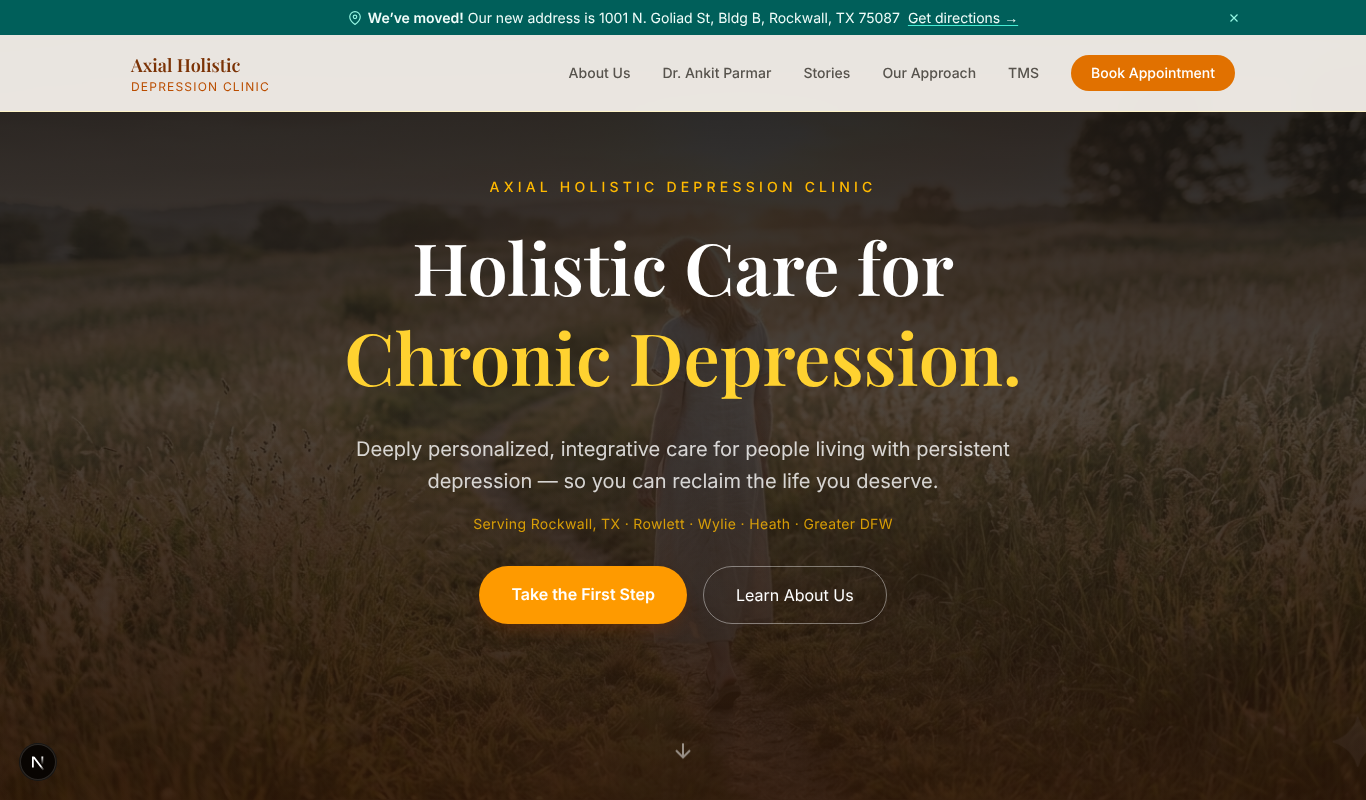 We've moved! Our new address is 1001 N. Goliad St, Bldg B, Rockwall, TX 75087 Get directions → ×
Axial Holistic
DEPRESSION CLINIC
About Us Dr. Ankit Parmar Stories Our Approach TMS Book Appointment
AXIAL HOLISTIC DEPRESSION CLINIC
Holistic Care for
Chronic Depression.
Deeply personalized, integrative care for people living with persistent
depression — so you can reclaim the life you deserve.
Serving Rockwall, TX · Rowlett · Wylie · Heath · Greater DFW
Take the First Step Learn About Us
N